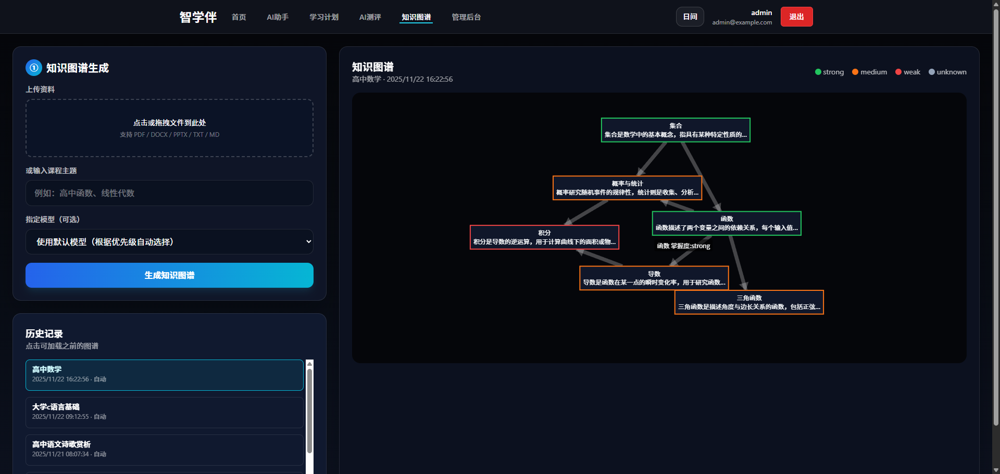 智学伴
首页
AI助手
学习计划
AI测评
知识图谱
管理后台
日间
admin
admin@example.com
退出
① 知识图谱生成
上传资料
点击或拖拽文件到此处
支持 PDF / DOCX / PPTX / TXT / MD
或输入课程主题
例如：高中函数、线性代数
指定模型（可选）
使用默认模型（根据优先级自动选择）
生成知识图谱
历史记录
点击可加载之前的图谱
高中数学
2025/11/22 16:22:56 · 自动
大学c语言基础
2025/11/22 09:12:55 · 自动
高中语文诗歌赏析
2025/11/21 08:07:34 · 自动
知识图谱
高中数学 · 2025/11/22 16:22:56
strong
medium
weak
unknown
集合
集合是数学中的基本概念，指具有某种特定性质的...
概率与统计
概率研究随机事件的规律性，统计则是收集、分析...
函数
函数描述了两个变量之间的依赖关系，每个输入值...
积分
积分是导数的逆运算，用于计算曲线下的面积或物...
函数 掌握度:strong
导数
导数是函数在某一点的瞬时变化率，用于研究函数...
三角函数
三角函数是描述角度与边长关系的函数，包括正弦...